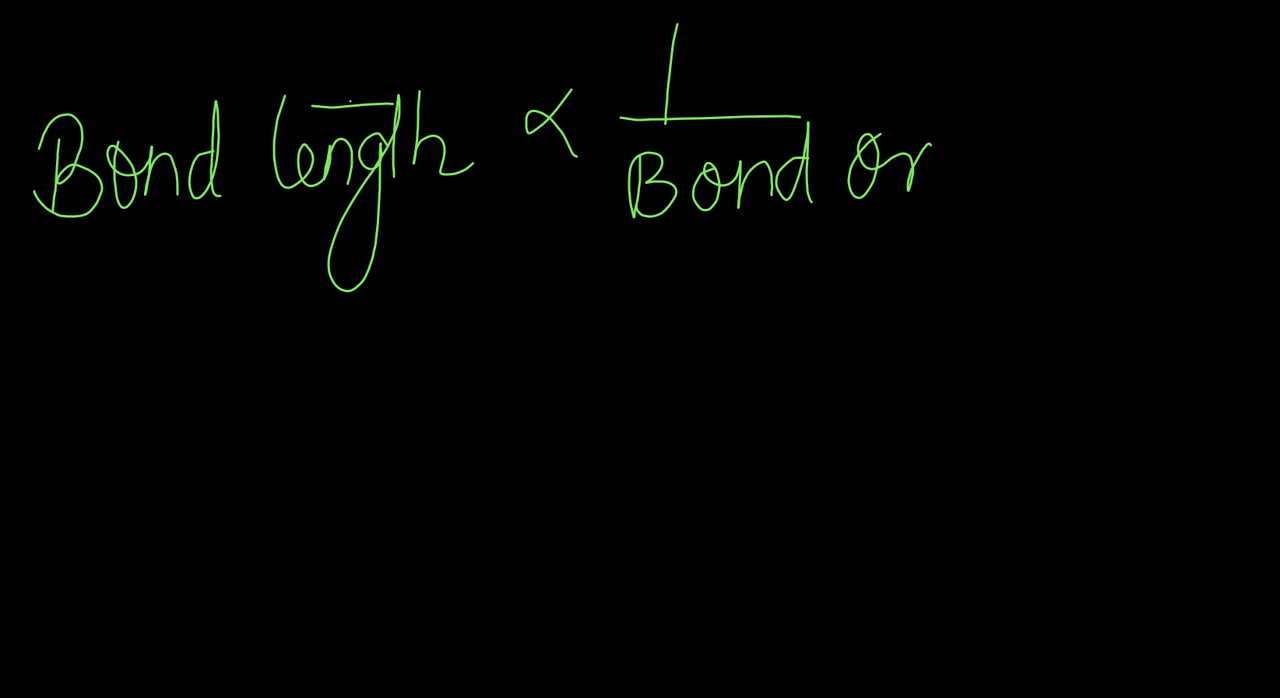 Bond length ∝ 1 / Bond or